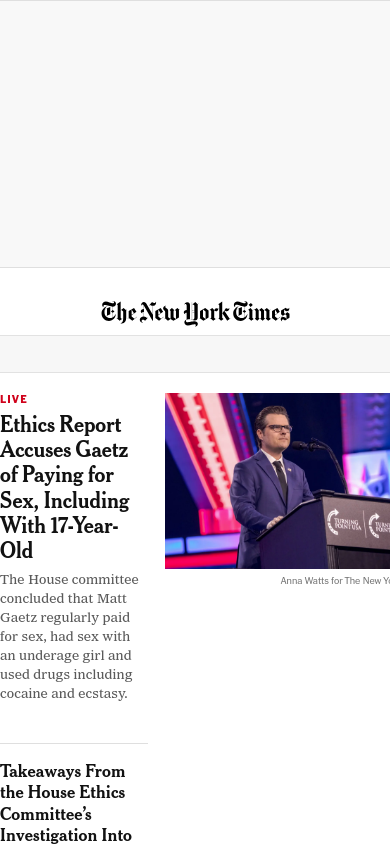 The New York Times
LIVE
Ethics Report
Accuses Gaetz
of Paying for
Sex, Including
With 17-Year-
Old
The House committee
concluded that Matt
Gaetz regularly paid
for sex, had sex with
an underage girl and
used drugs including
cocaine and ecstasy.
TURNING
POINT USA
Anna Watts for The New
Takeaways From
the House Ethics
Committee’s
Investigation Into